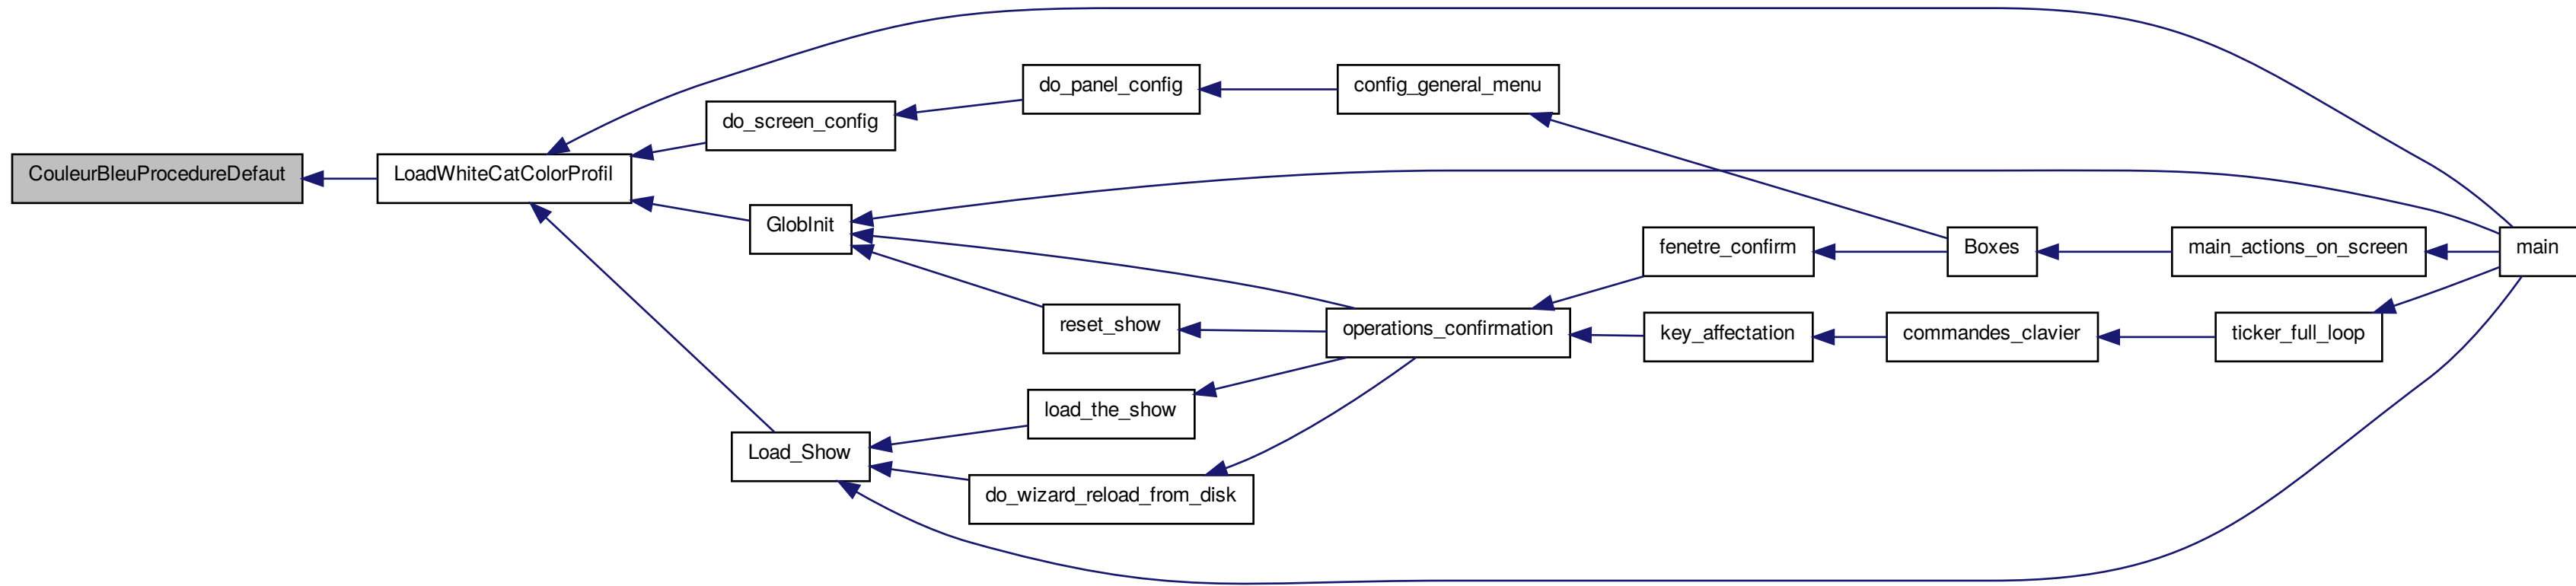 CouleurBleuProcedureDefaut
LoadWhiteCatColorProfil
do_screen_config
do_panel_config
config_general_menu
GlobInit
reset_show
operations_confirmation
fenetre_confirm
Boxes
main_actions_on_screen
main
key_affectation
commandes_clavier
ticker_full_loop
Load_Show
load_the_show
do_wizard_reload_from_disk